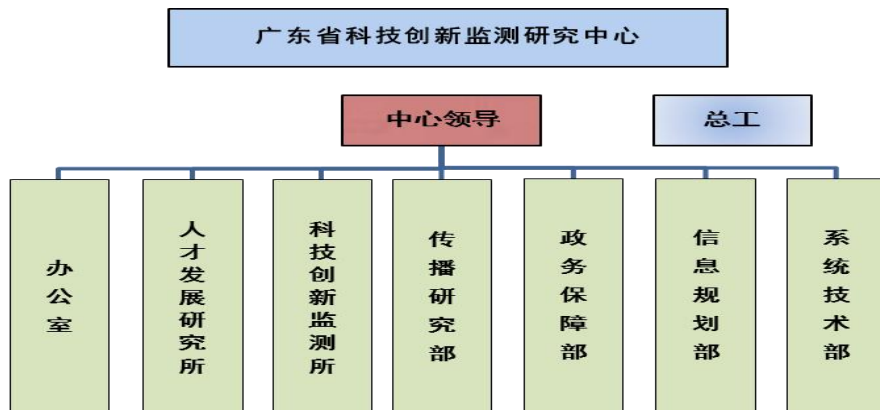 广东省科技创新监测研究中心
中心领导
总工
办公室
人才发展研究所
科技创新监测所
传播研究部
政务保障部
信息规划部
系统技术部